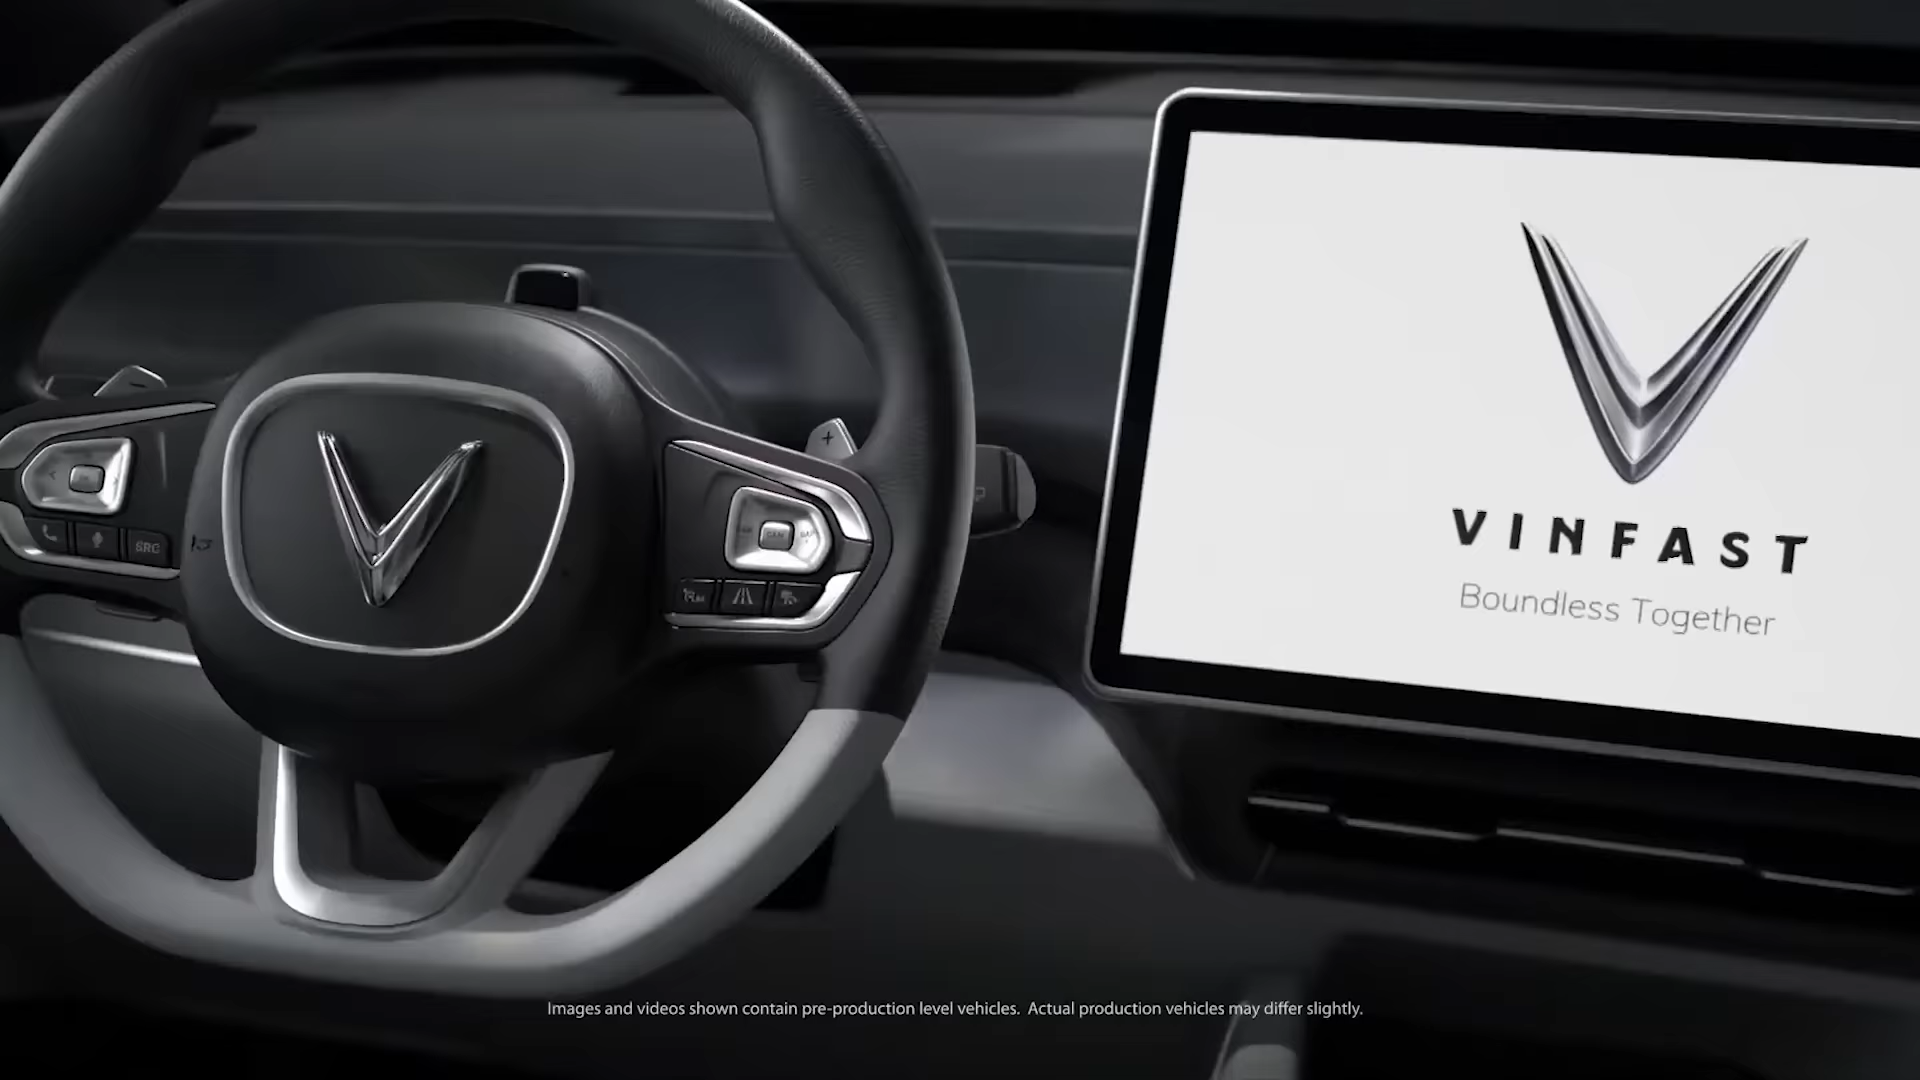 VINFAST
Boundless Together
SRC
+
-
Images and videos shown contain pre-production level vehicles. Actual production vehicles may differ slightly.